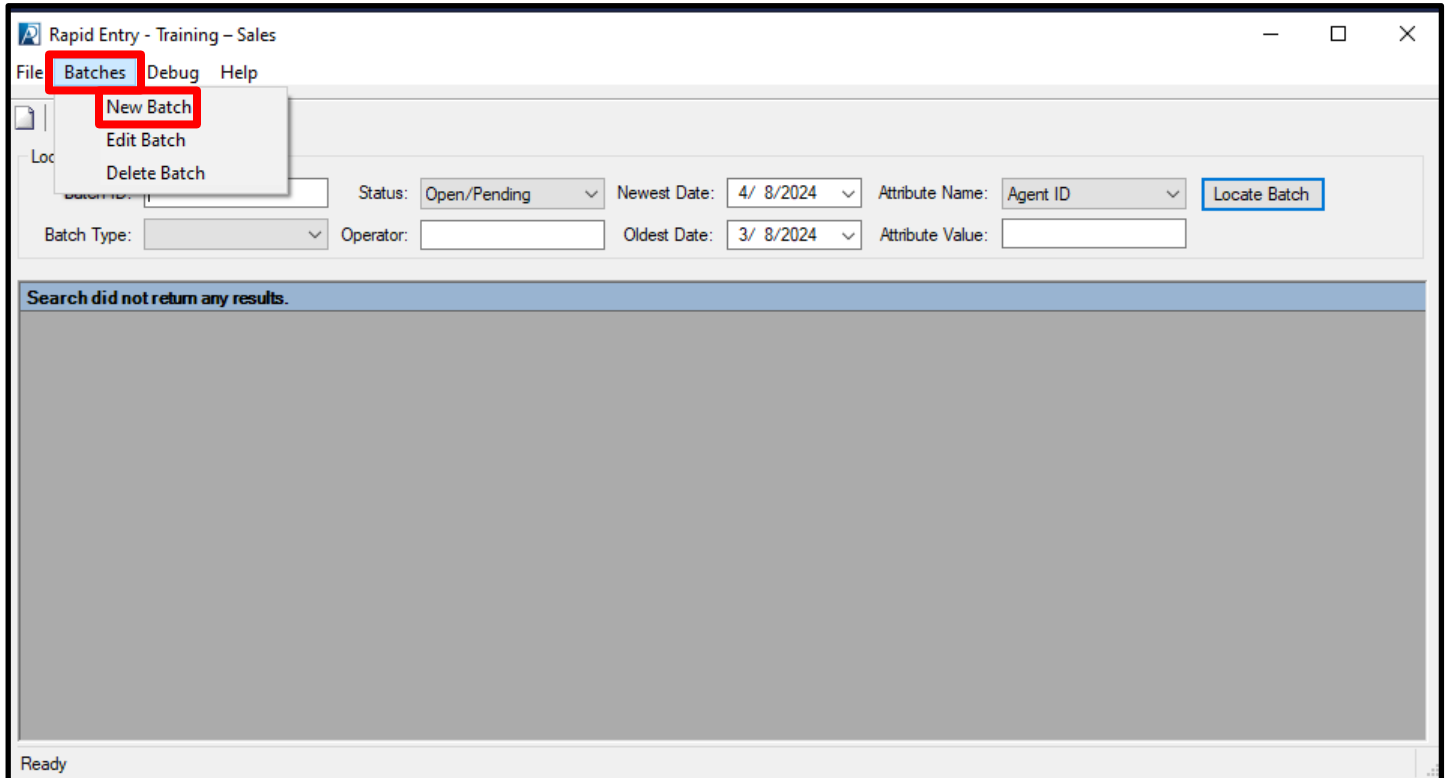 Rapid Entry - Training – Sales
File Batches Debug Help
New Batch
Edit Batch
Delete Batch
Loc
Batch ID: Status: Open/Pending Newest Date: 4/ 8/2024 Attribute Name: Agent ID Locate Batch
Batch Type: Operator: Oldest Date: 3/ 8/2024 Attribute Value:
Search did not return any results.
Ready